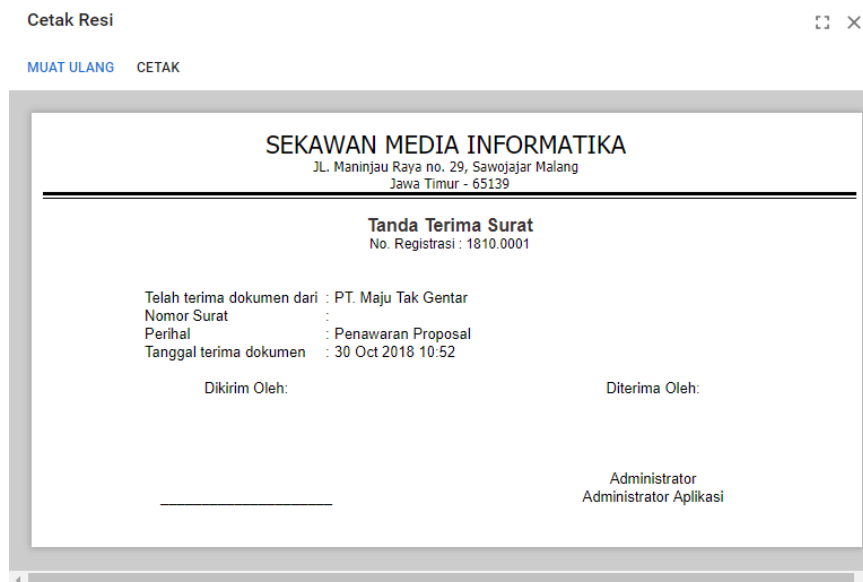 Cetak Resi
MUAT ULANG CETAK
SEKAWAN MEDIA INFORMATIKA
JL. Maninjau Raya no. 29, Sawojajar Malang
Jawa Timur - 65139
Tanda Terima Surat
No. Registrasi : 1810.0001
Telah terima dokumen dari : PT. Maju Tak Gentar
Nomor Surat :
Perihal : Penawaran Proposal
Tanggal terima dokumen : 30 Oct 2018 10:52
Dikirim Oleh: Diterima Oleh:
Administrator
Administrator Aplikasi